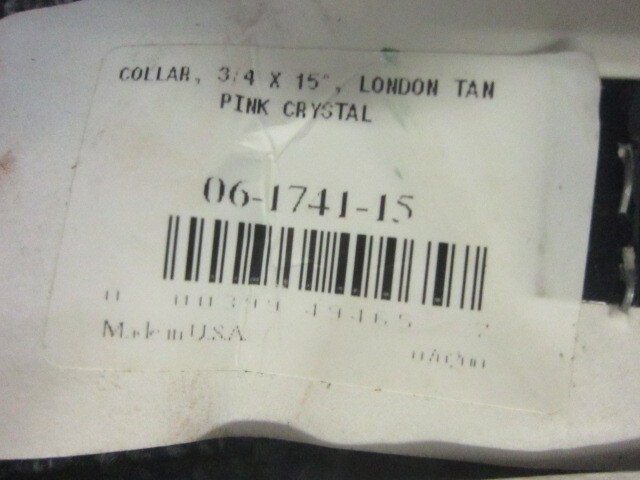 COLLAR, 3/4 X 15", LONDON TAN
PINK CRYSTAL
06-1741-15
Made in U.S.A.